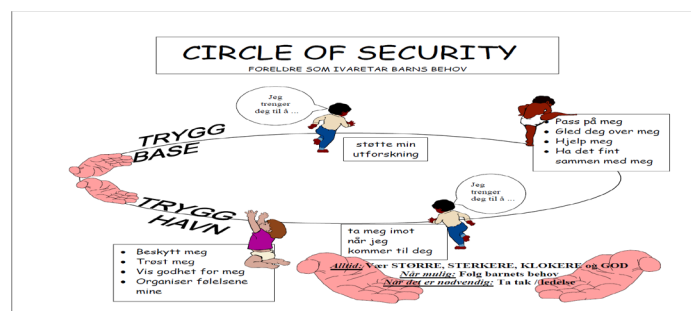 CIRCLE OF SECURITY
FORELDRE SOM IVARETAR BARNS BEHOV
Jeg
trenger
deg til å ...
TRYGG
BASE
støtte min
utforskning
• Pass på meg
• Gled deg over meg
• Hjelp meg
• Ha det fint
sammen med meg
Jeg
trenger
deg til å ...
TRYGG
HAVN
ta meg imot
når jeg
kommer til deg
• Beskytt meg
• Trøst meg
• Vis godhet for meg
• Organiser følelsene
mine
Alltid: Vær STØRRE, STERKERE, KLOKERE og GOD
Når mulig: Følg barnets behov
Når det er nødvendig: Ta tak / ledelse